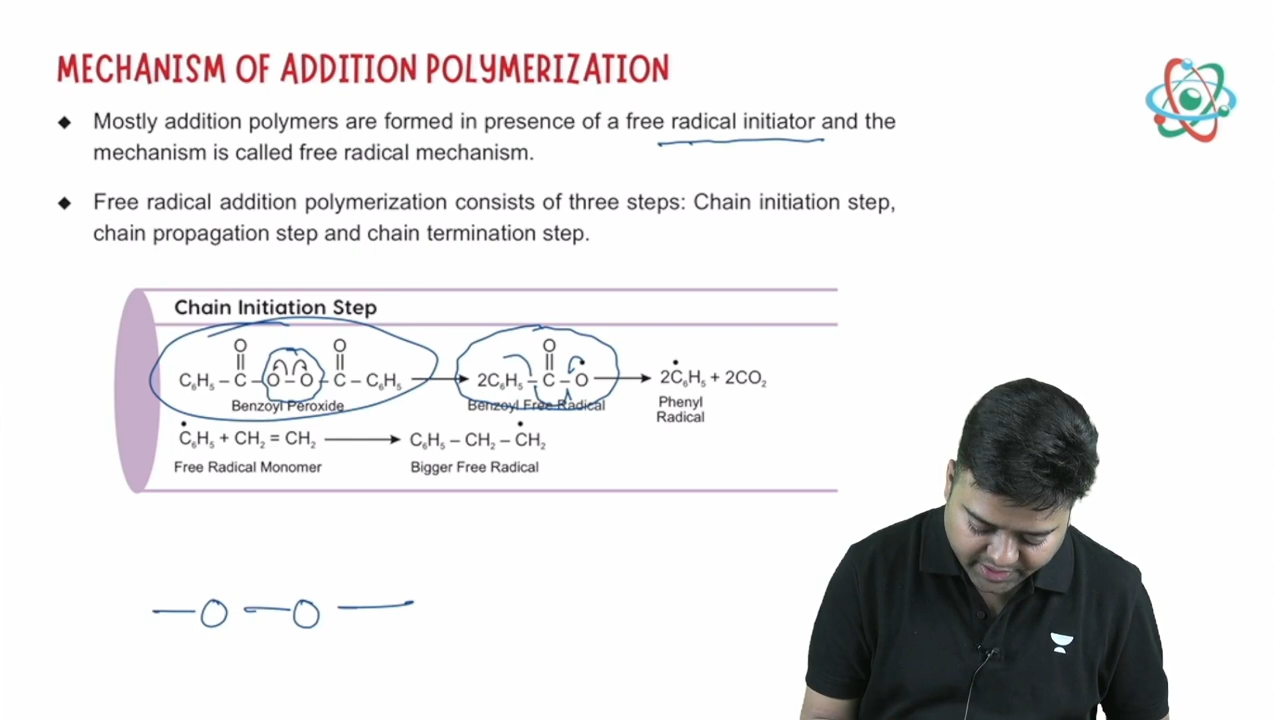 MECHANISM OF ADDITION POLYMERIZATION
◆ Mostly addition polymers are formed in presence of a free radical initiator and the
mechanism is called free radical mechanism.
◆ Free radical addition polymerization consists of three steps: Chain initiation step,
chain propagation step and chain termination step.
Chain Initiation Step
O O O
|| || ||
C₆H₅ – C – O – O – C – C₆H₅ ⟶ 2C₆H₅ – C – Ȯ ⟶ 2Ċ₆H₅ + 2CO₂
Benzoyl Peroxide Benzoyl Free Radical Phenyl
Radical
Ċ₆H₅ + CH₂ = CH₂ ⟶ C₆H₅ – CH₂ – ĊH₂
Free Radical Monomer Bigger Free Radical
– O – O –